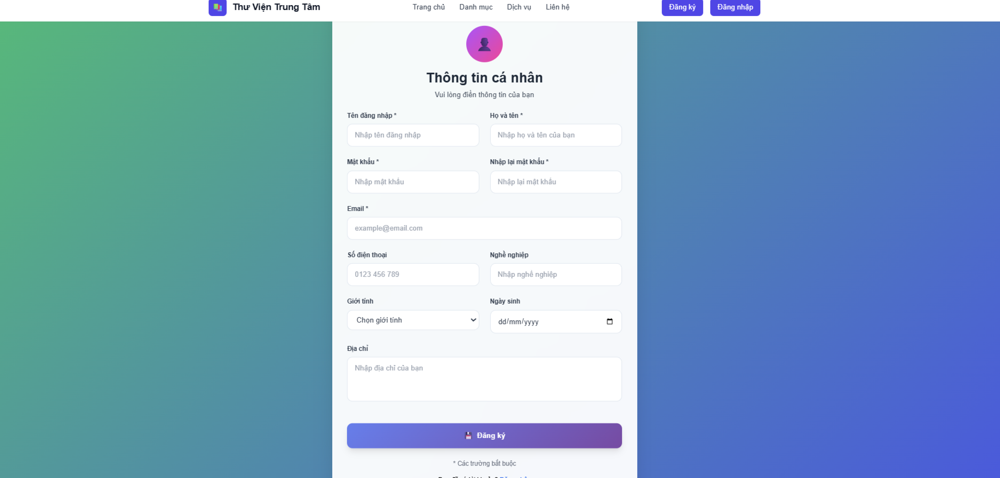 Thư Viện Trung Tâm
Trang chủ Danh mục Dịch vụ Liên hệ
Đăng ký Đăng nhập
Thông tin cá nhân
Vui lòng điền thông tin của bạn
Tên đăng nhập * Họ và tên *
Nhập tên đăng nhập Nhập họ và tên của bạn
Mật khẩu * Nhập lại mật khẩu *
Nhập mật khẩu Nhập lại mật khẩu
Email *
example@email.com
Số điện thoại Nghề nghiệp
0123 456 789 Nhập nghề nghiệp
Giới tính Ngày sinh
Chọn giới tính dd/mm/yyyy
Địa chỉ
Nhập địa chỉ của bạn
Đăng ký
* Các trường bắt buộc